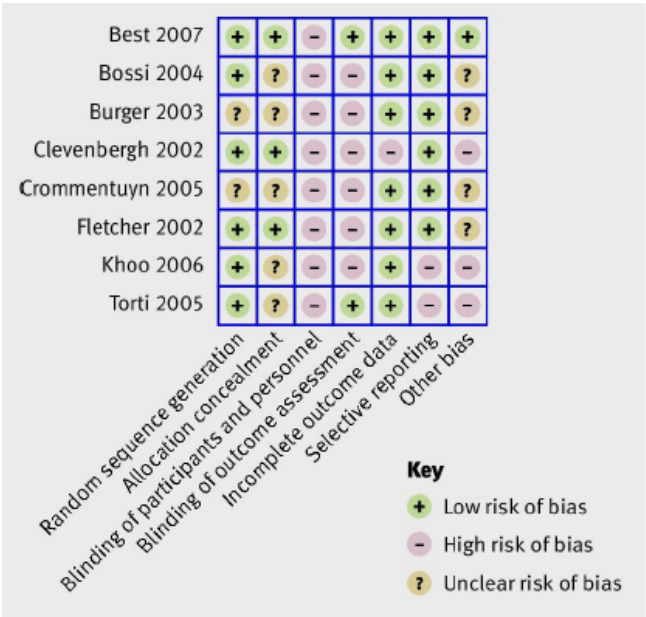 Best 2007 + + - + + + +
Bossi 2004 + ? - - + + ?
Burger 2003 ? ? - - + + ?
Clevenbergh 2002 + + - - - + -
Crommentuyn 2005 ? ? - - + + ?
Fletcher 2002 + + - - + + ?
Khoo 2006 + ? - - + - -
Torti 2005 + ? - + + - -
Random sequence generation
Allocation concealment
Blinding of participants and personnel
Blinding of outcome assessment
Incomplete outcome data
Selective reporting
Other bias
Key
+ Low risk of bias
- High risk of bias
? Unclear risk of bias